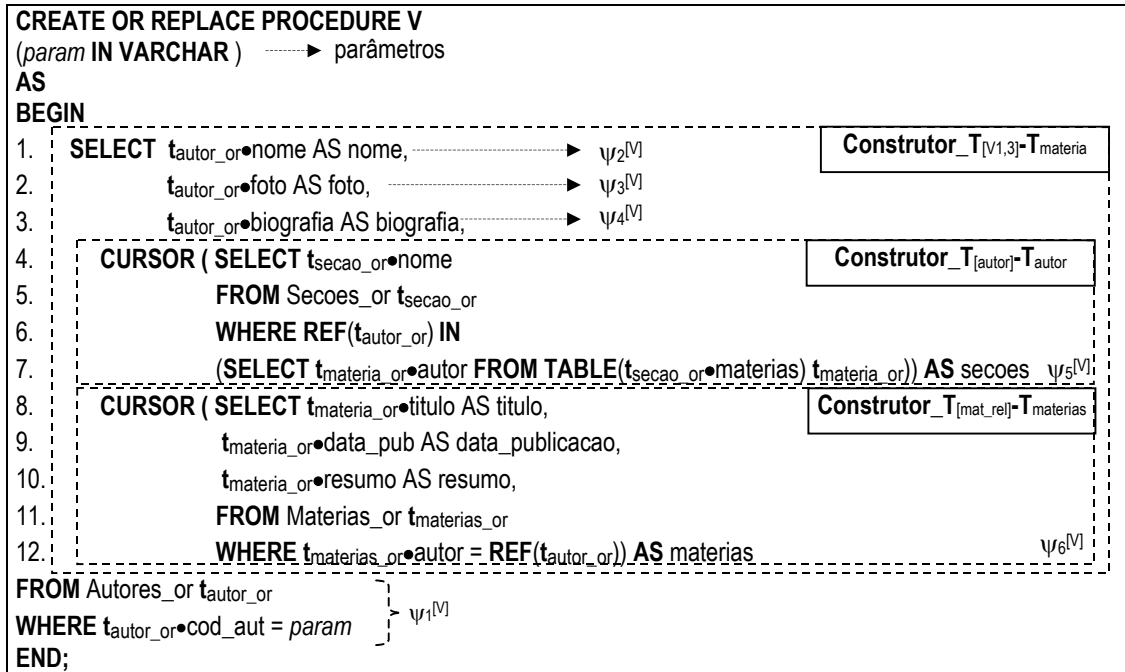 CREATE OR REPLACE PROCEDURE V
(param IN VARCHAR ) parâmetros
AS
BEGIN
1. SELECT tautor_or●nome AS nome, ψ2[V] Construtor_T[V1,3]-Tmateria
2. tautor_or●foto AS foto, ψ3[V]
3. tautor_or●biografia AS biografia, ψ4[V]
4. CURSOR ( SELECT tsecao_or●nome Construtor_T[autor]-Tautor
5. FROM Secoes_or tsecao_or
6. WHERE REF(tautor_or) IN
7. (SELECT tmateria_or●autor FROM TABLE(tsecao_or●materias) tmateria_or)) AS secoes ψ5[V]
8. CURSOR ( SELECT tmateria_or●titulo AS titulo, Construtor_T[mat_rel]-Tmaterias
9. tmateria_or●data_pub AS data_publicacao,
10. tmateria_or●resumo AS resumo,
11. FROM Materias_or tmaterias_or
12. WHERE tmaterias_or●autor = REF(tautor_or)) AS materias ψ6[V]
FROM Autores_or tautor_or
ψ1[V]
WHERE tautor_or●cod_aut = param
END;